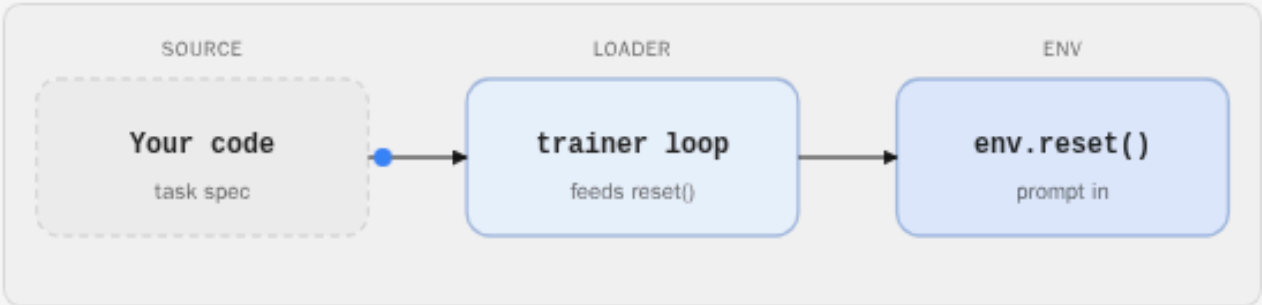 SOURCE
LOADER
ENV
Your code
trainer loop
env.reset()
task spec
feeds reset()
prompt in